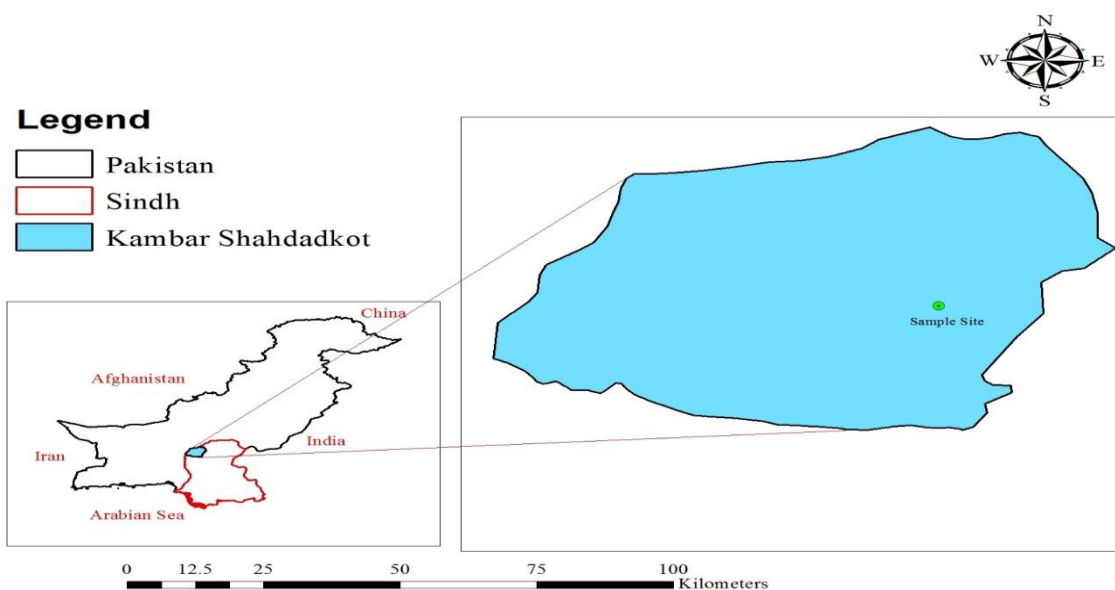 N
W E
S
Legend
Pakistan
Sindh
Kambar Shahdadkot
China
Afghanistan
India
Iran
Arabian Sea
Sample Site
0 12.5 25 50 75 100
Kilometers